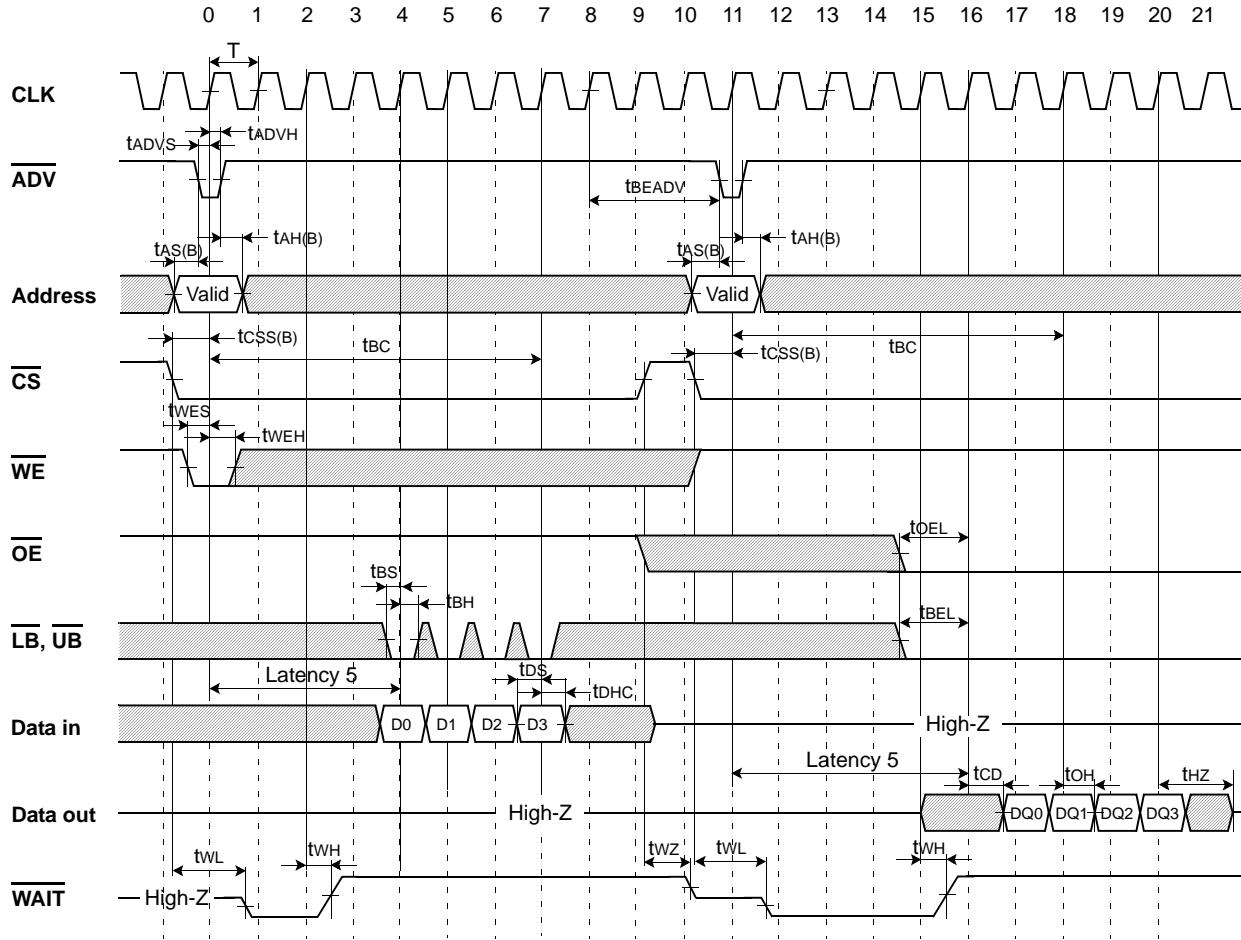 0 1 2 3 4 5 6 7 8 9 10 11 12 13 14 15 16 17 18 19 20 21
T
CLK
tADVS tADVH
ADV
tBEADV
tAS(B) tAH(B) tAS(B) tAH(B)
Address Valid Valid
tCSS(B) tBC tCSS(B) tBC
CS
tWES tWEH
WE
OE tOEL
tBS tBH tBEL
LB, UB
Latency 5 tDS tDHC
Data in D0 D1 D2 D3 High-Z
Latency 5 tCD tOH tHZ
Data out High-Z DQ0 DQ1 DQ2 DQ3
tWL tWH tWZ tWL tWH
WAIT High-Z